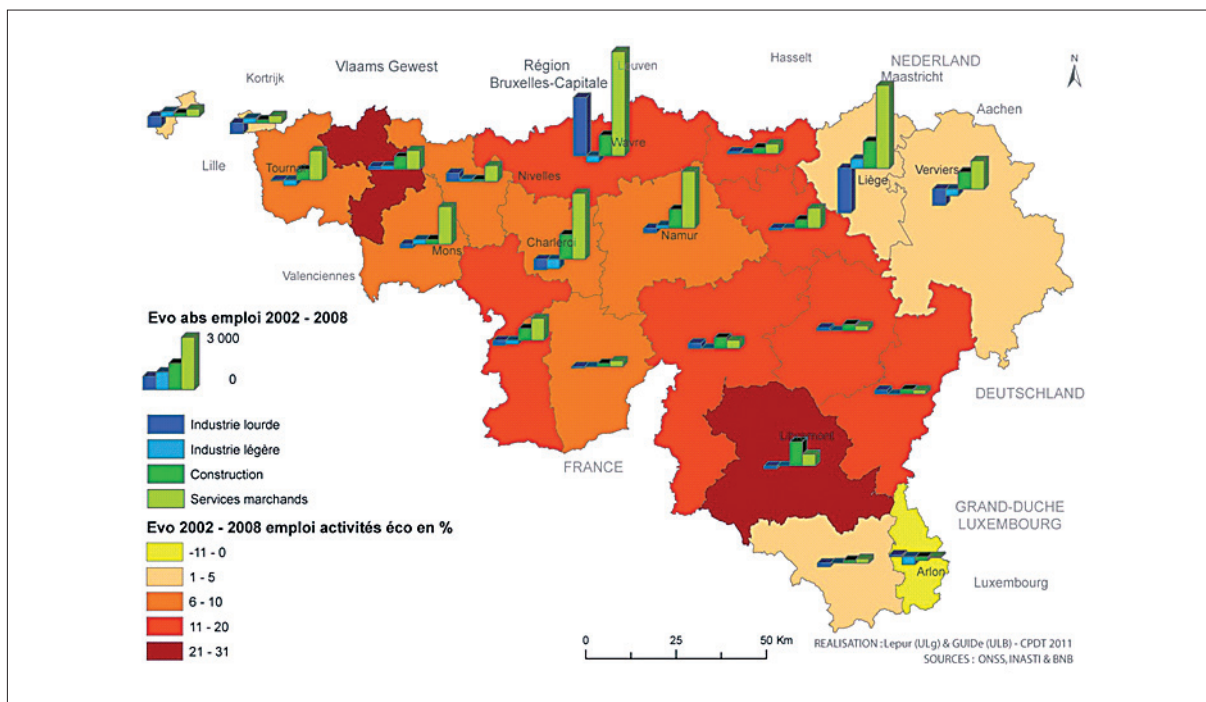 Kortrijk
Vlaams Gewest
Région
Bruxelles-Capitale
Louven
Hasselt
NEDERLAND
Maastricht
N
Aachen
Lille
Tournai
Nivelles
Wavre
Liège
Verviers
Mons
Charleroi
Namur
Valenciennes
Evo abs emploi 2002 - 2008
3 000
0
Industrie lourde
Industrie légère
Construction
Services marchands
DEUTSCHLAND
FRANCE
GRAND-DUCHE
LUXEMBOURG
Arlon
Luxembourg
Evo 2002 - 2008 emploi activités éco en %
-11 - 0
1 - 5
6 - 10
11 - 20
21 - 31
0 25 50 Km
REALISATION : Lepur (ULg) & GUIDe (ULB) - CPDT 2011
SOURCES : ONSS, INASTI & BNB